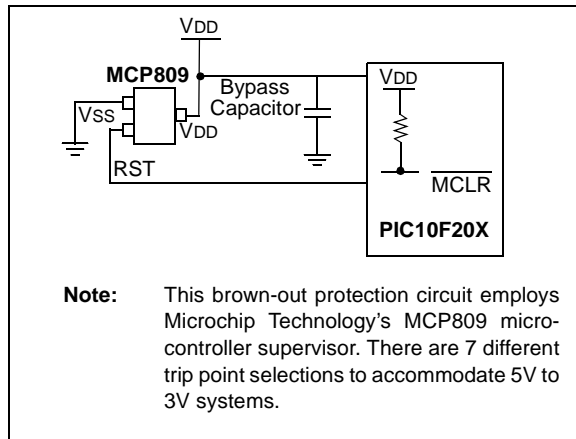 VDD
MCP809
Bypass
Capacitor
VDD
VSS
VDD
RST
MCLR
PIC10F20X
Note: This brown-out protection circuit employs
Microchip Technology's MCP809 micro-
controller supervisor. There are 7 different
trip point selections to accommodate 5V to
3V systems.